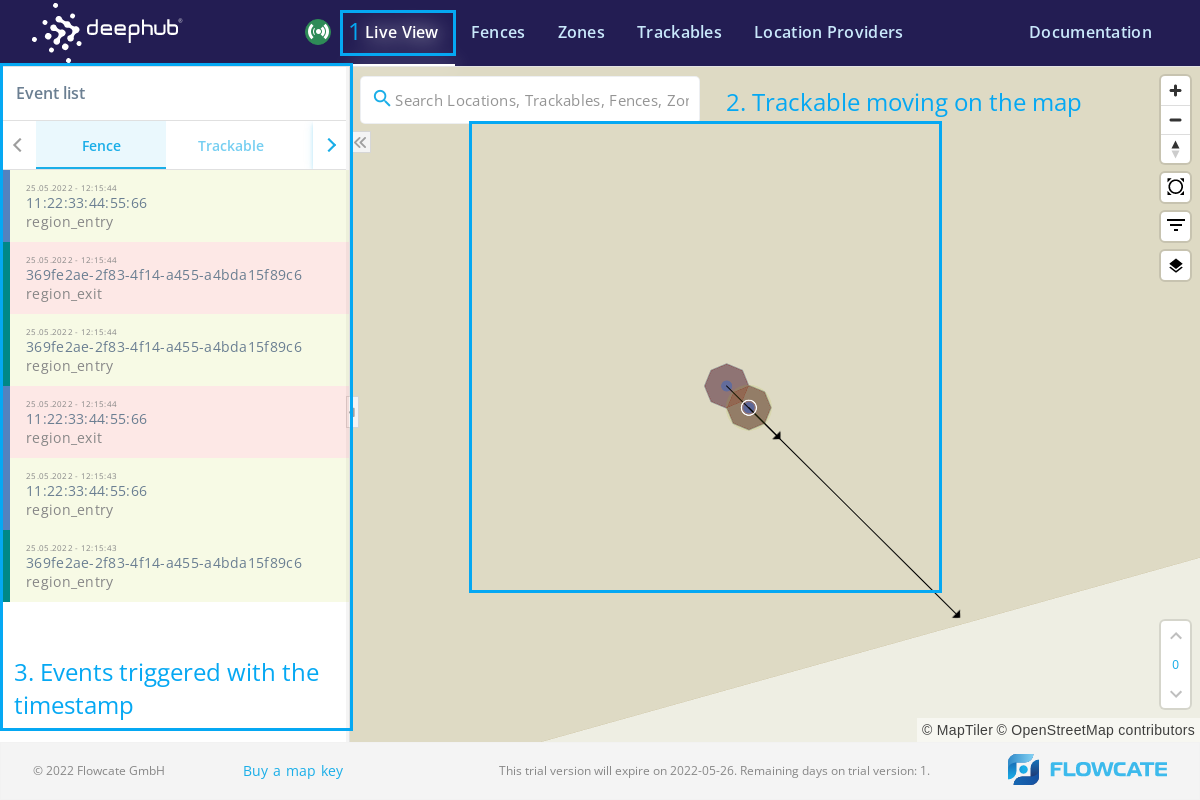 deephub
1 Live View
Fences
Zones
Trackables
Location Providers
Documentation
Event list
Search Locations, Trackables, Fences, Zor
2. Trackable moving on the map
Fence
Trackable
25.05.2022 - 12:15:44
11:22:33:44:55:66
region_entry
25.05.2022 - 12:15:44
369fe2ae-2f83-4f14-a455-a4bda15f89c6
region_exit
25.05.2022 - 12:15:44
369fe2ae-2f83-4f14-a455-a4bda15f89c6
region_entry
25.05.2022 - 12:15:44
11:22:33:44:55:66
region_exit
25.05.2022 - 12:15:43
11:22:33:44:55:66
region_entry
25.05.2022 - 12:15:43
369fe2ae-2f83-4f14-a455-a4bda15f89c6
region_entry
3. Events triggered with the
timestamp
0
© MapTiler © OpenStreetMap contributors
© 2022 Flowcate GmbH
Buy a map key
This trial version will expire on 2022-05-26. Remaining days on trial version: 1.
FLOWCATE